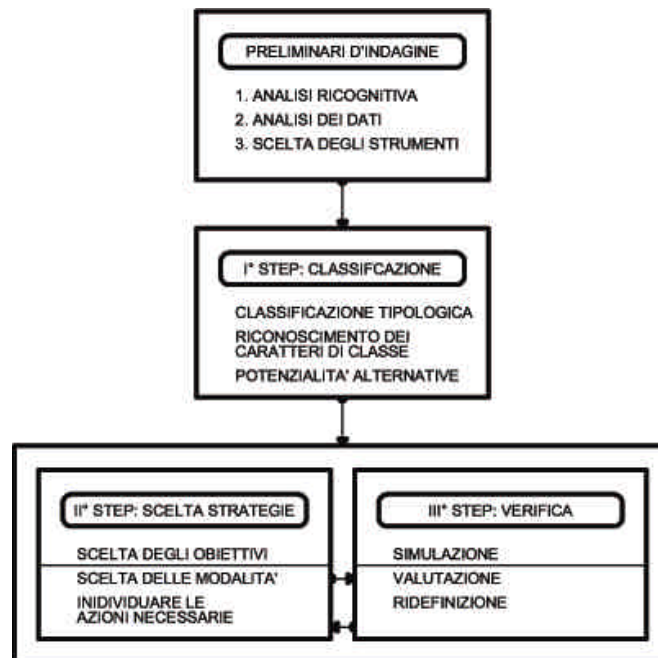 PRELIMINARI D'INDAGINE
1. ANALISI RICOGNITIVA
2. ANALISI DEI DATI
3. SCELTA DEGLI STRUMENTI
I° STEP: CLASSIFCAZIONE
CLASSIFICAZIONE TIPOLOGICA
RICONOSCIMENTO DEI
CARATTERI DI CLASSE
POTENZIALITA' ALTERNATIVE
II° STEP: SCELTA STRATEGIE
SCELTA DEGLI OBIETTIVI
SCELTA DELLE MODALITA'
INIDIVIDUARE LE
AZIONI NECESSARIE
III° STEP: VERIFICA
SIMULAZIONE
VALUTAZIONE
RIDEFINIZIONE